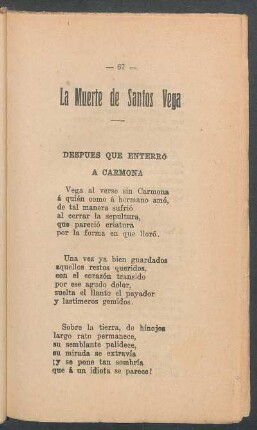 — 67 —
La Muerte de Santos Vega
DESPUES QUE ENTERRÓ
A CARMONA
Vega al verse sin Carmona
á quién como á hermano amó,
de tal manera sufrió
al cerrar la sepultura,
que pareció criatura
por la forma en que lloró.
Una vez ya bien guardados
aquellos restos queridos,
con el corazón transido
por ese agudo dolor,
suelta el llanto el payador
y lastimeros gemidos.
Sobre la tierra, de hinojos
largo rato permanece,
su semblante palidece,
su mirada se extravía
¡y se pone tan sombría
que á un idiota se parece!